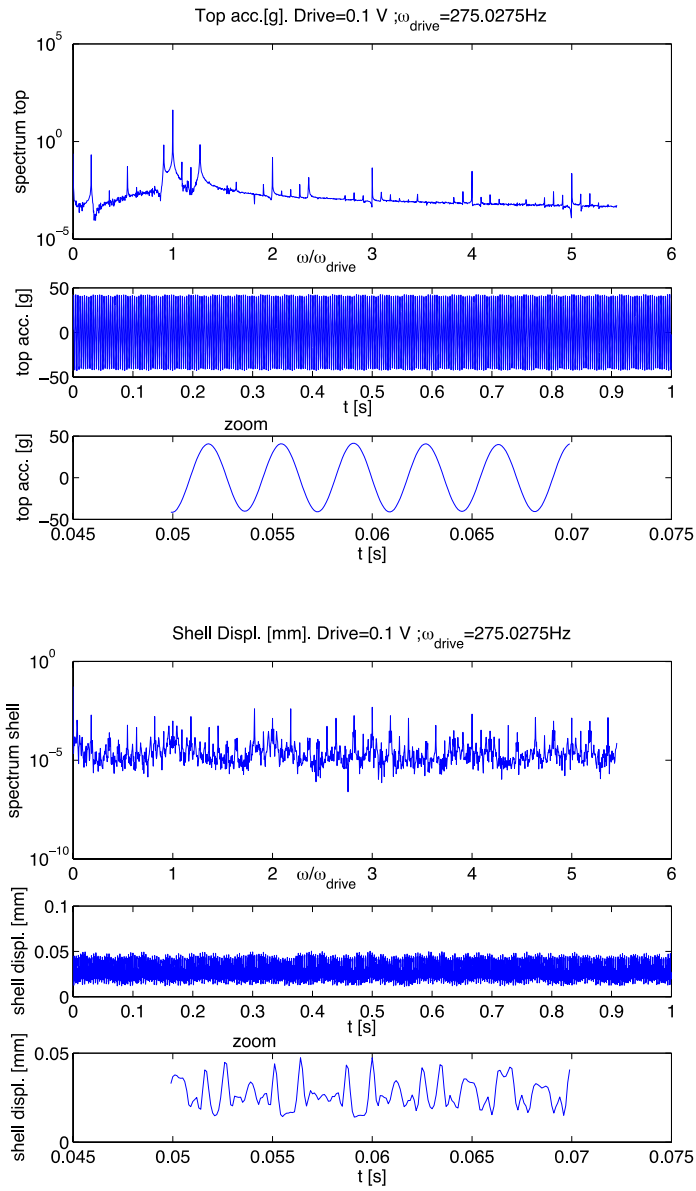 Top acc.[g]. Drive=0.1 V ;ω_drive=275.0275Hz
spectrum top
10^5
10^0
10^−5
0 1 2 3 4 5 6
ω/ω_drive
top acc. [g]
50
0
−50
0 0.1 0.2 0.3 0.4 0.5 0.6 0.7 0.8 0.9 1
t [s]
zoom
top acc. [g]
50
0
−50
0.045 0.05 0.055 0.06 0.065 0.07 0.075
t [s]
Shell Displ. [mm]. Drive=0.1 V ;ω_drive=275.0275Hz
spectrum shell
10^0
10^−5
10^−10
0 1 2 3 4 5 6
ω/ω_drive
shell displ. [mm]
0.1
0.05
0
0 0.1 0.2 0.3 0.4 0.5 0.6 0.7 0.8 0.9 1
t [s]
zoom
shell displ. [mm]
0.05
0
0.045 0.05 0.055 0.06 0.065 0.07 0.075
t [s]